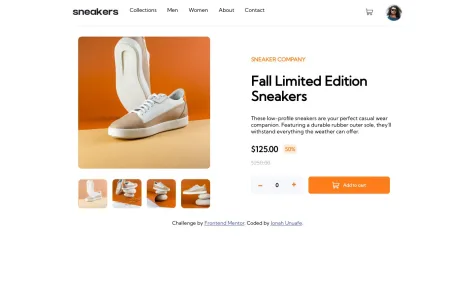 sneakers
Collections
Men
Women
About
Contact
SNEAKER COMPANY
Fall Limited Edition
Sneakers
These low-profile sneakers are your perfect casual wear
companion. Featuring a durable rubber outer sole, they'll
withstand everything the weather can offer.
$125.00 50%
$250.00
– 0 +
Add to cart
Challenge by Frontend Mentor. Coded by Jonah Unuafe.